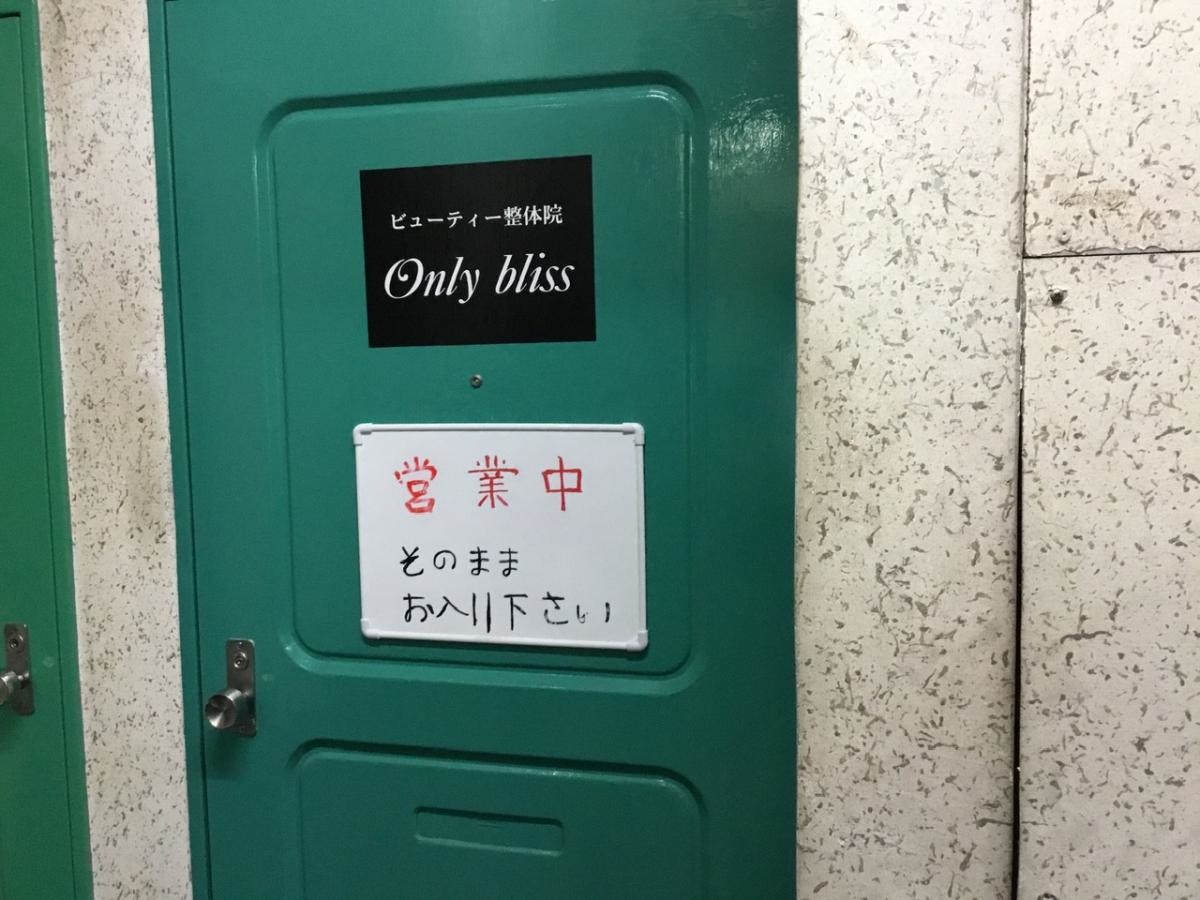 ビューティー整体院
Only bliss
営業中
そのまま
お入り下さい